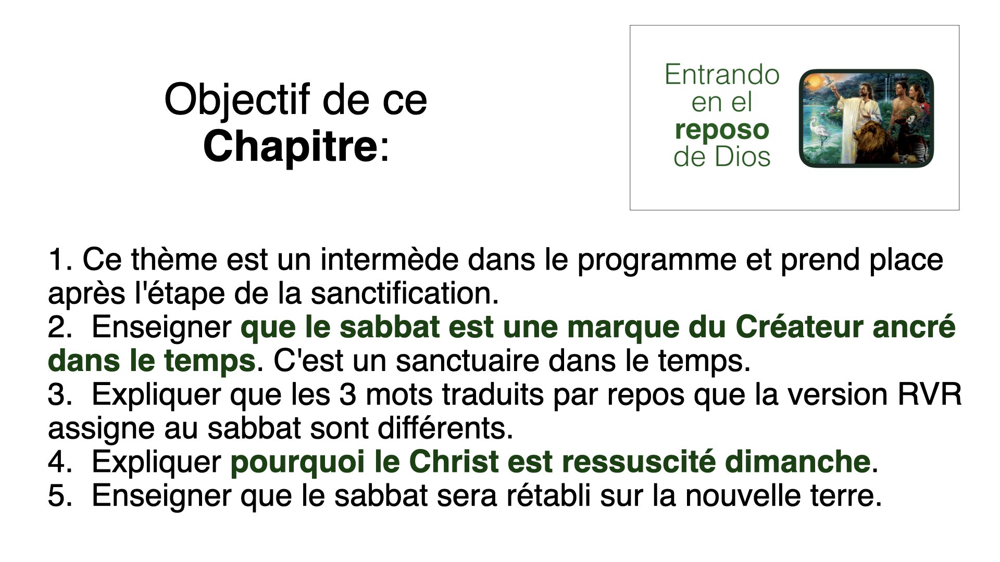 Objectif de ce
Chapitre:
Entrando
en el
reposo
de Dios
1. Ce thème est un intermède dans le programme et prend place
après l'étape de la sanctification.
2.  Enseigner que le sabbat est une marque du Créateur ancré
dans le temps. C'est un sanctuaire dans le temps.
3.  Expliquer que les 3 mots traduits par repos que la version RVR
assigne au sabbat sont différents.
4.  Expliquer pourquoi le Christ est ressuscité dimanche.
5.  Enseigner que le sabbat sera rétabli sur la nouvelle terre.